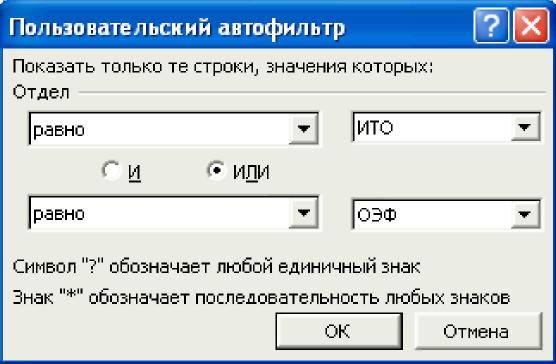 Пользовательский автофильтр
Показать только те строки, значения которых:
Отдел
равно ИТО
И ИЛИ
равно ОЭФ
Символ "?" обозначает любой единичный знак
Знак "*" обозначает последовательность любых знаков
ОК Отмена